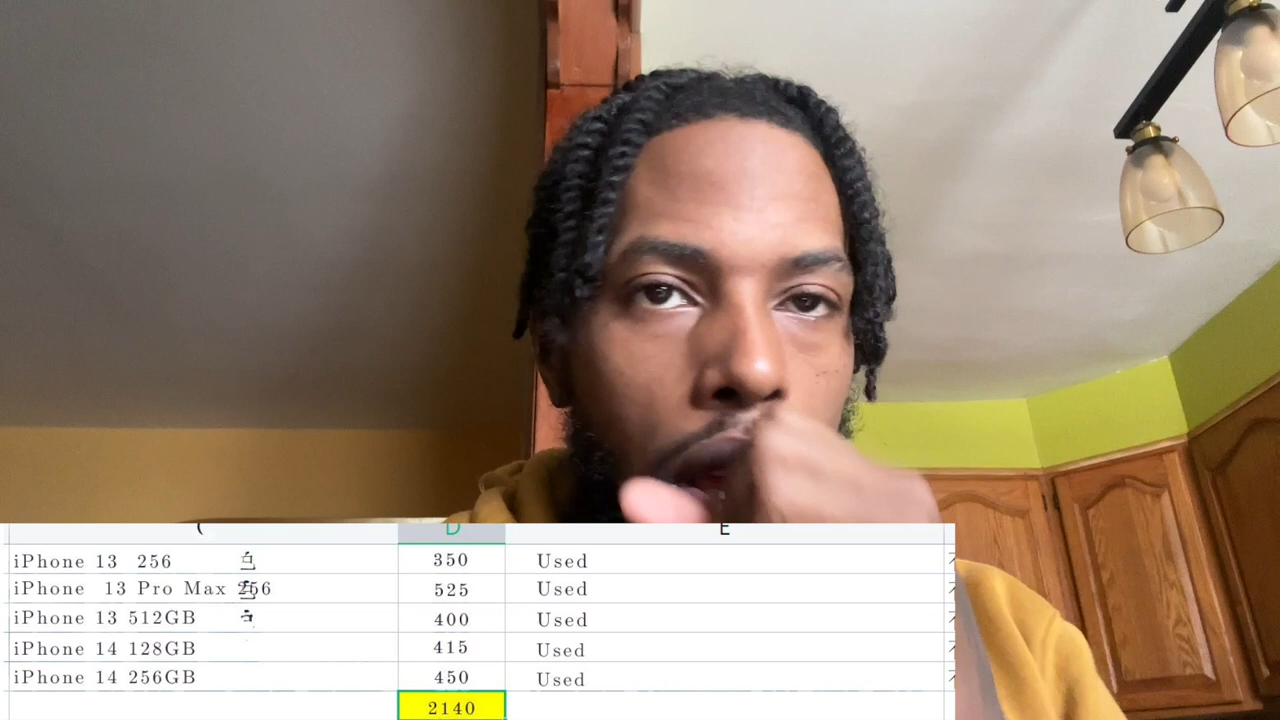 D E
iPhone 13 256 350 Used
iPhone 13 Pro Max 256 525 Used
iPhone 13 512GB 400 Used
iPhone 14 128GB 415 Used
iPhone 14 256GB 450 Used
2140